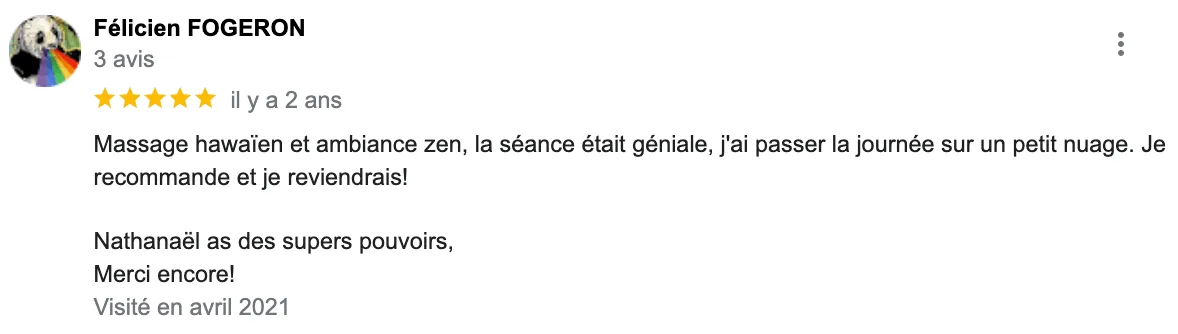 Félicien FOGERON
3 avis
il y a 2 ans
Massage hawaïen et ambiance zen, la séance était géniale, j'ai passer la journée sur un petit nuage. Je
recommande et je reviendrais!
Nathanaël as des supers pouvoirs,
Merci encore!
Visité en avril 2021